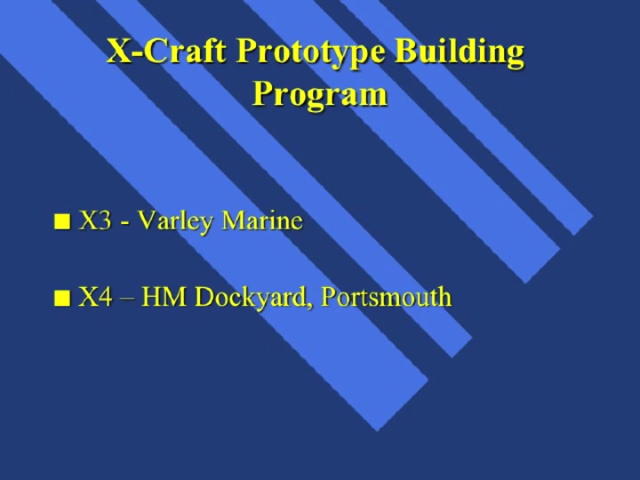 X-Craft Prototype Building
Program
X3 - Varley Marine
X4 – HM Dockyard, Portsmouth